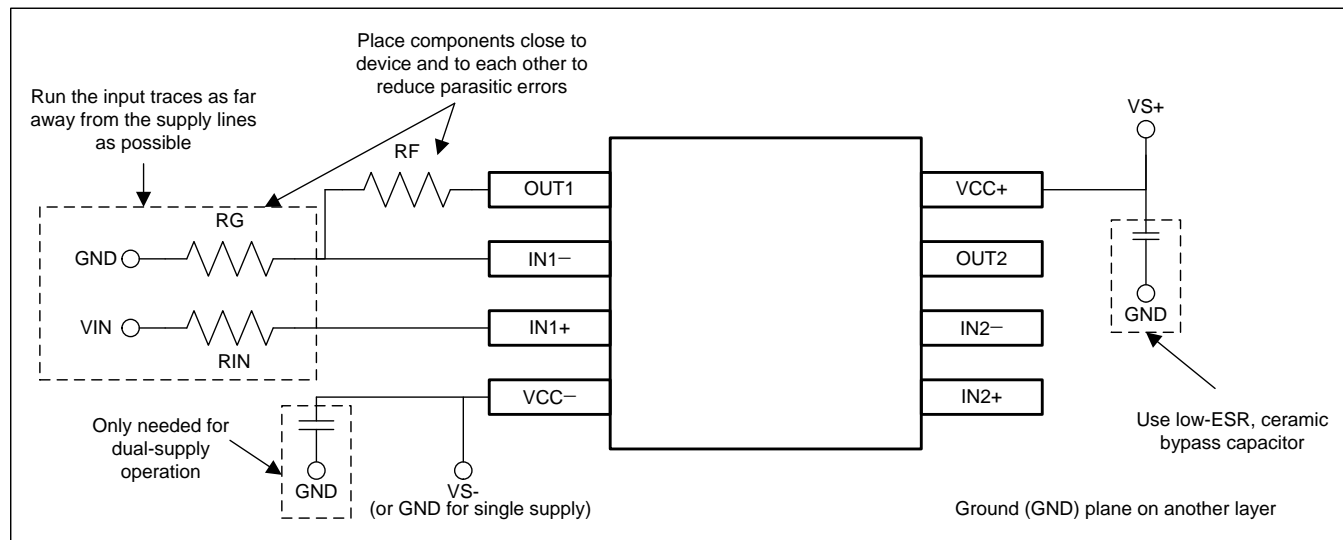 Place components close to
device and to each other to
reduce parasitic errors
Run the input traces as far
away from the supply lines
as possible
VS+
RF
OUT1
VCC+
RG
GND
IN1−
OUT2
VIN
IN1+
IN2−
GND
RIN
VCC−
IN2+
Only needed for
dual-supply
operation
Use low-ESR, ceramic
bypass capacitor
GND
VS-
(or GND for single supply)
Ground (GND) plane on another layer